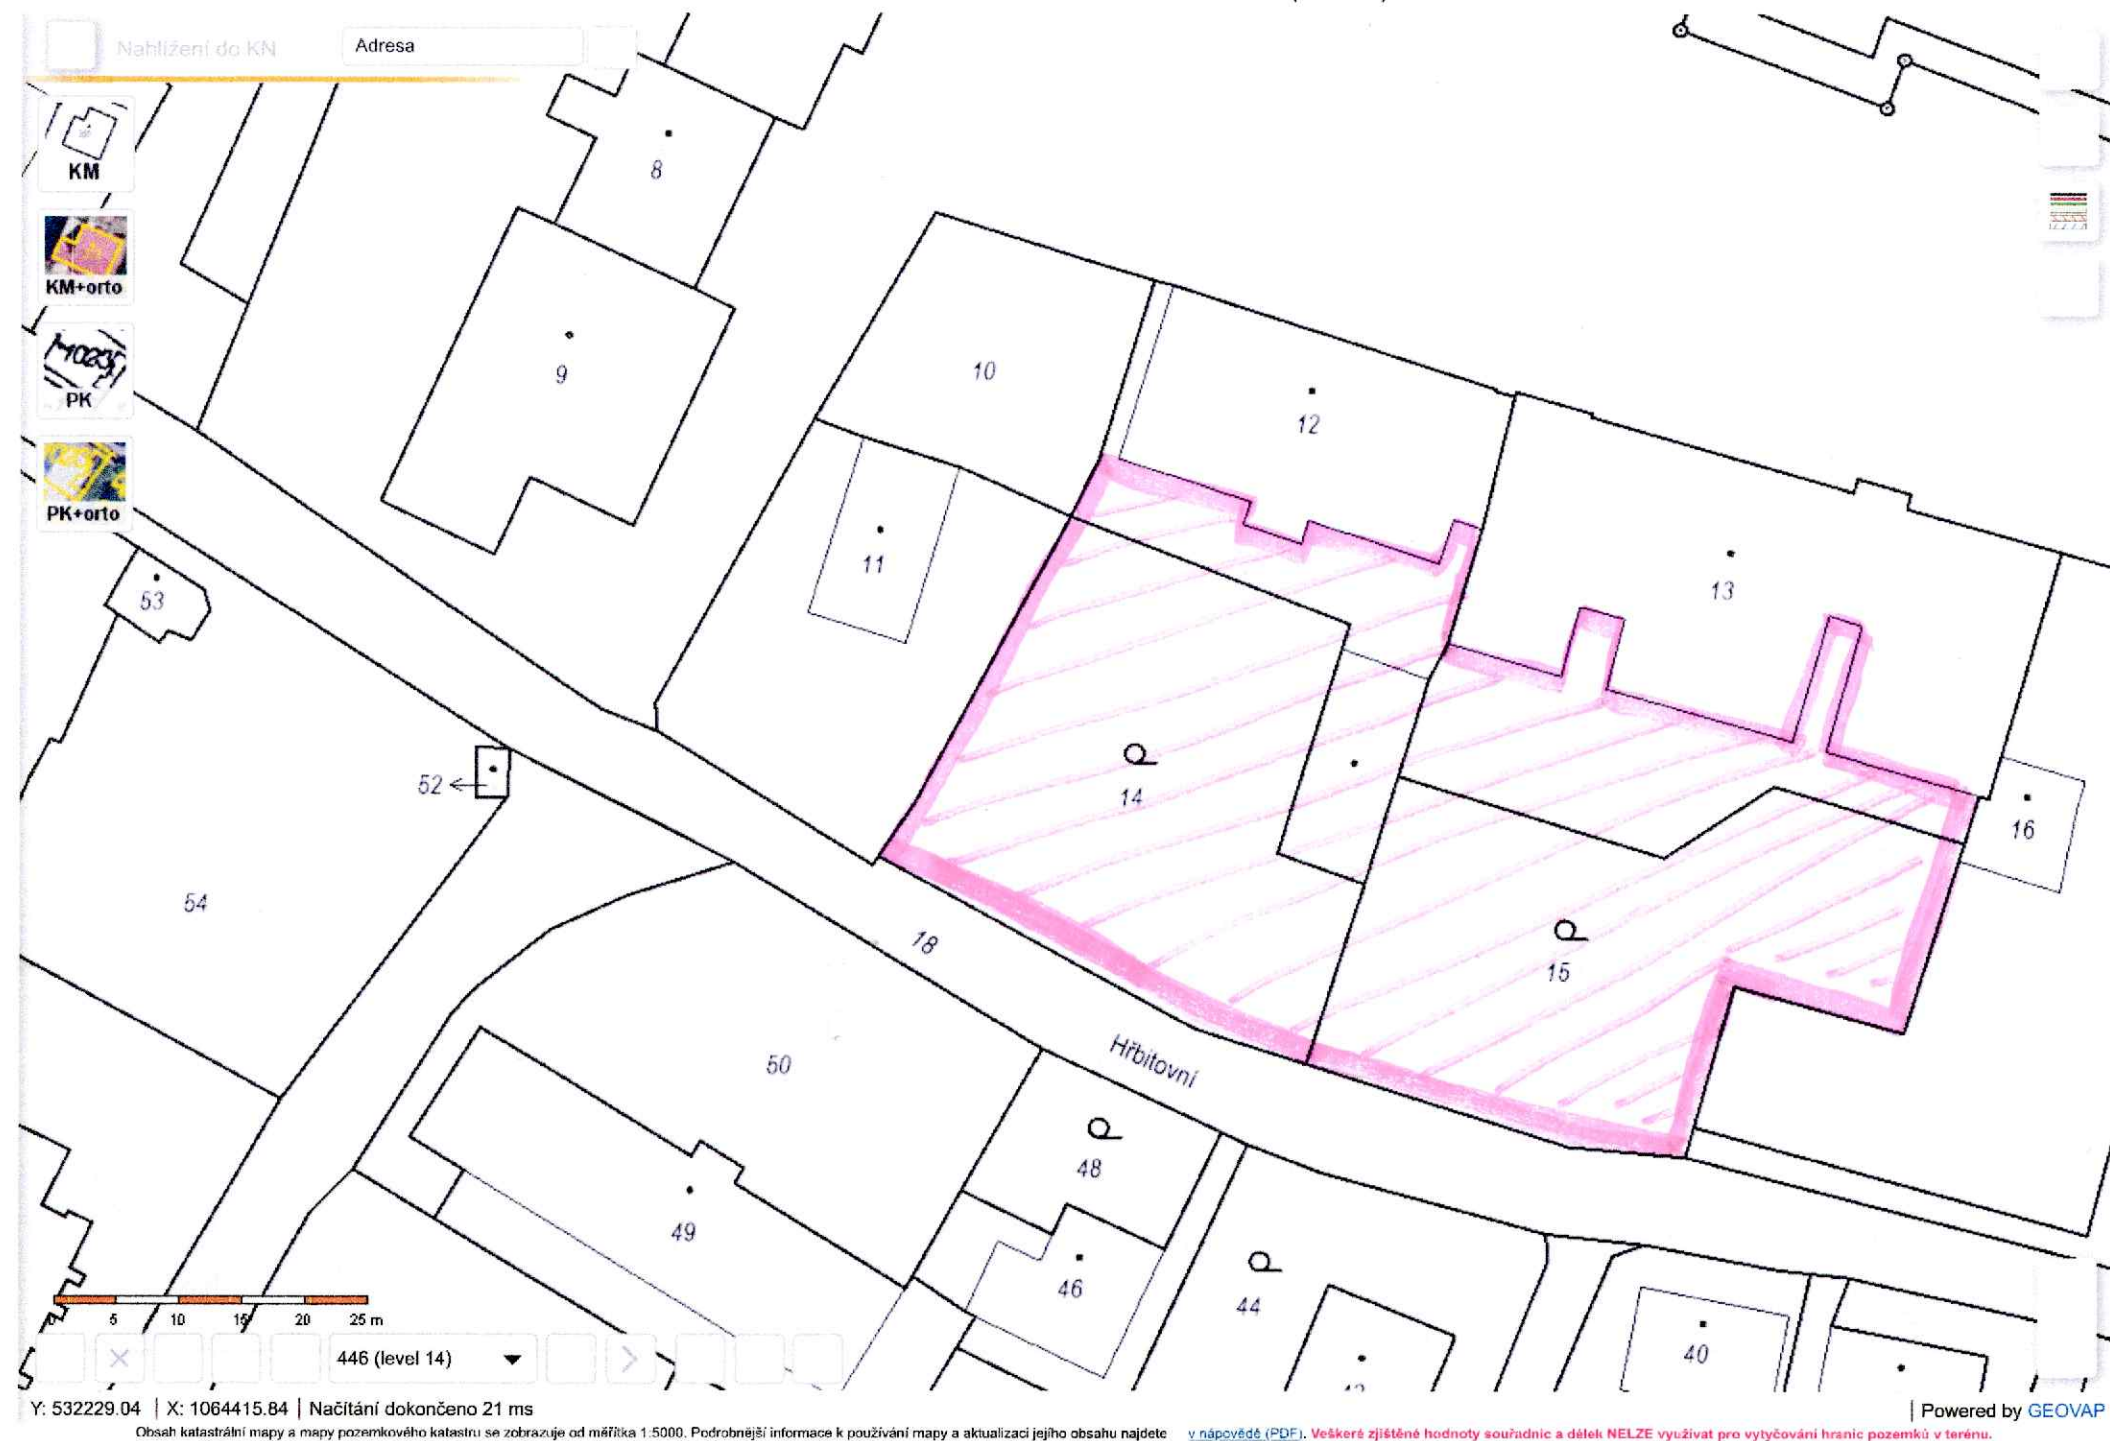 Nahlížení do KN
Adresa
KM
KM+orto
PK
PK+orto
8
9
10
11
12
13
14
15
16
18
Hřbitovní
53
52
54
50
49
48
46
44
40
0 5 10 15 20 25 m
446 (level 14)
Y: 532229.04 | X: 1064415.84 | Načítání dokončeno 21 ms
| Powered by GEOVAP
Obsah katastrální mapy a mapy pozemkového katastru se zobrazuje od měřítka 1:5000. Podrobnější informace k používání mapy a aktualizaci jejího obsahu najdete v nápovědě (PDF). Veškeré zjištěné hodnoty souřadnic a délek NELZE využívat pro vytyčování hranic pozemků v terénu.